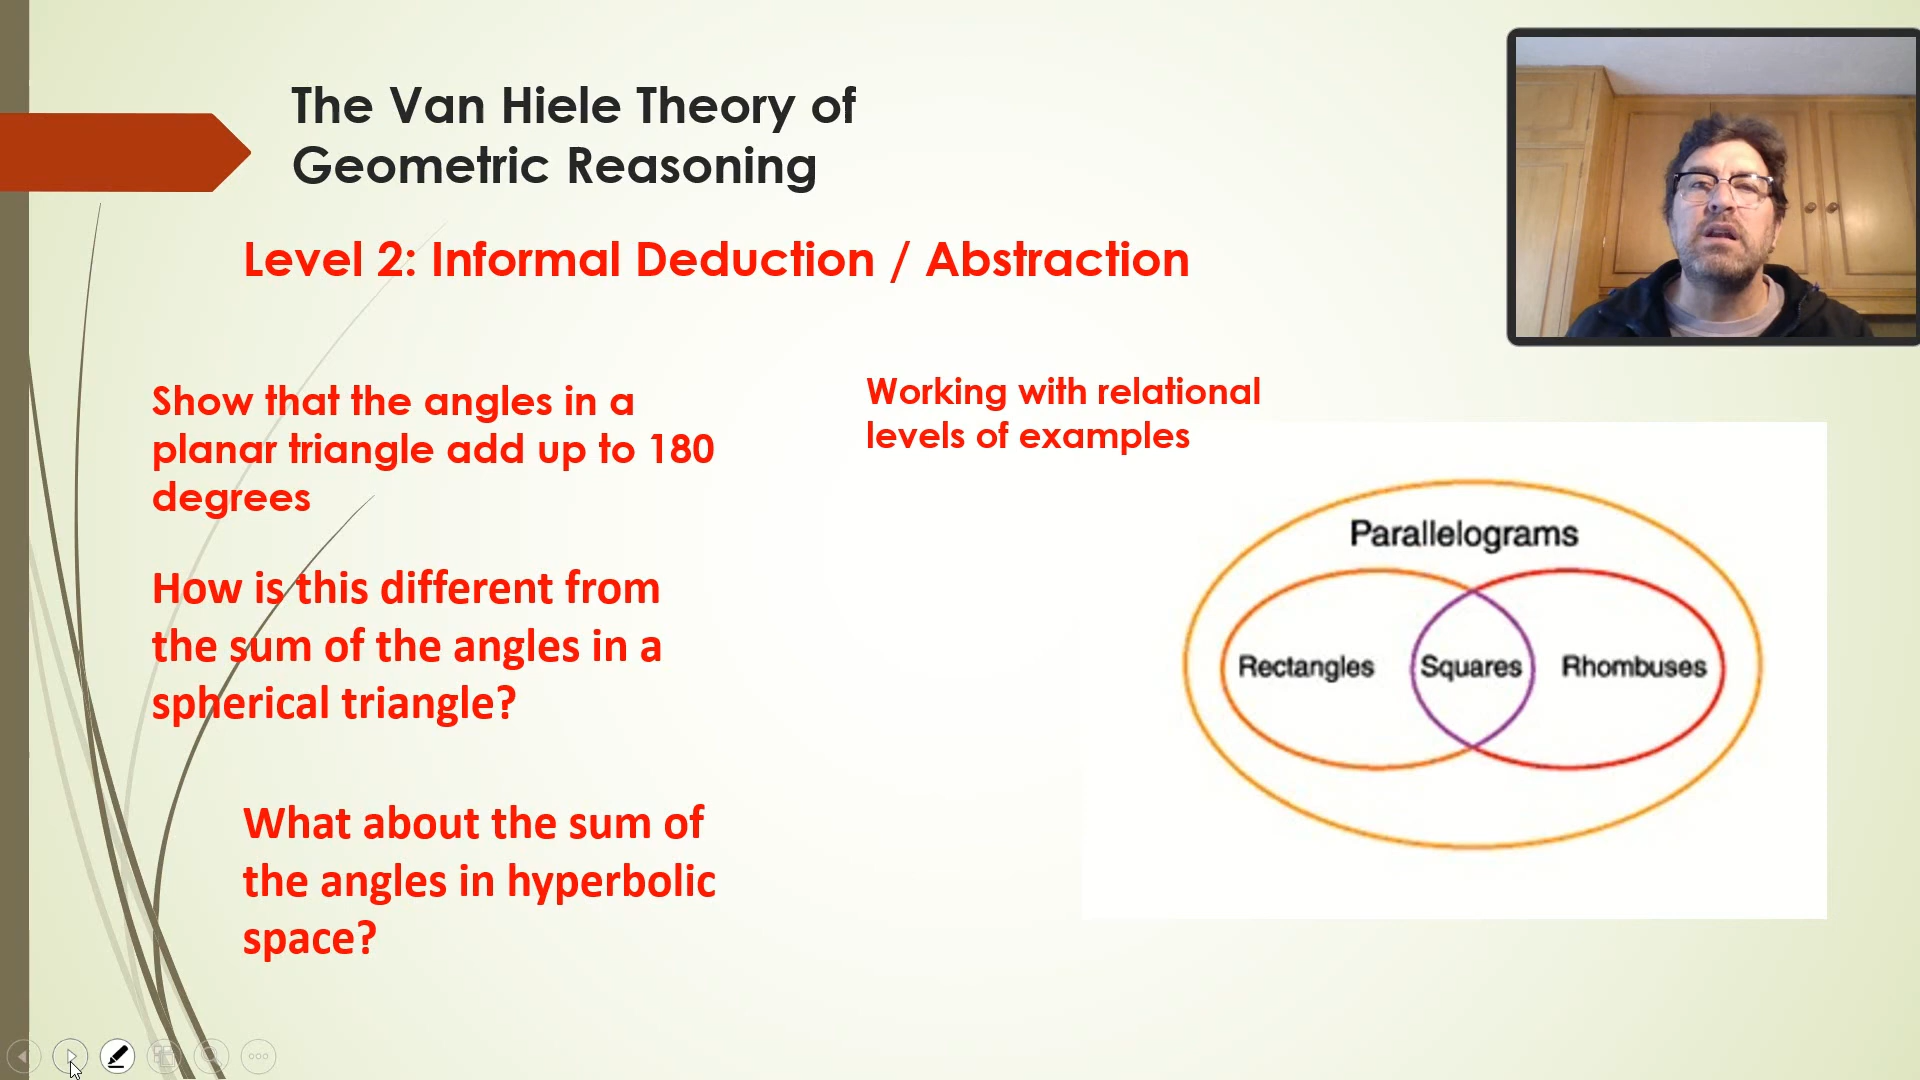 The Van Hiele Theory of
Geometric Reasoning
Level 2: Informal Deduction / Abstraction
Show that the angles in a
planar triangle add up to 180
degrees
How is this different from
the sum of the angles in a
spherical triangle?
What about the sum of
the angles in hyperbolic
space?
Working with relational
levels of examples
Parallelograms
Rectangles
Squares
Rhombuses